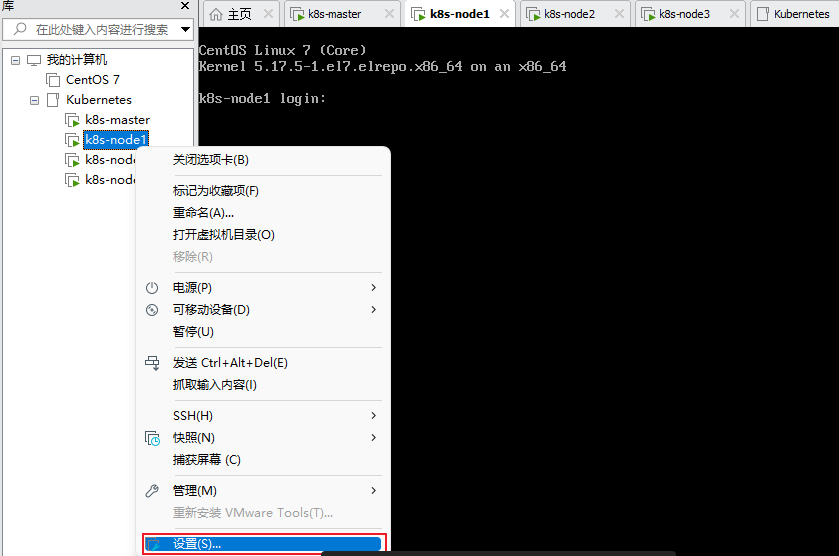 库
主页
k8s-master
k8s-node1
k8s-node2
k8s-node3
Kubernetes
在此处键入内容进行搜索
我的计算机
CentOS 7
Kubernetes
k8s-master
k8s-node1
k8s-node
k8s-node
CentOS Linux 7 (Core)
Kernel 5.17.5-1.el7.elrepo.x86_64 on an x86_64
k8s-node1 login:
关闭选项卡(B)
标记为收藏项(F)
重命名(A)...
打开虚拟机目录(O)
移除(R)
电源(P)
可移动设备(D)
暂停(U)
发送 Ctrl+Alt+Del(E)
抓取输入内容(I)
SSH(H)
快照(N)
捕获屏幕 (C)
管理(M)
重新安装 VMware Tools(T)...
设置(S)...